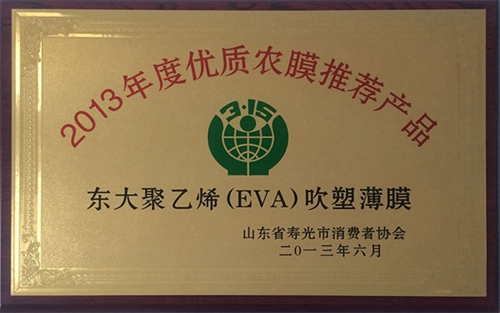 2013年度优质农膜推荐产品
3·15
东大聚乙烯(EVA)吹塑薄膜
山东省寿光市消费者协会
二〇一三年六月